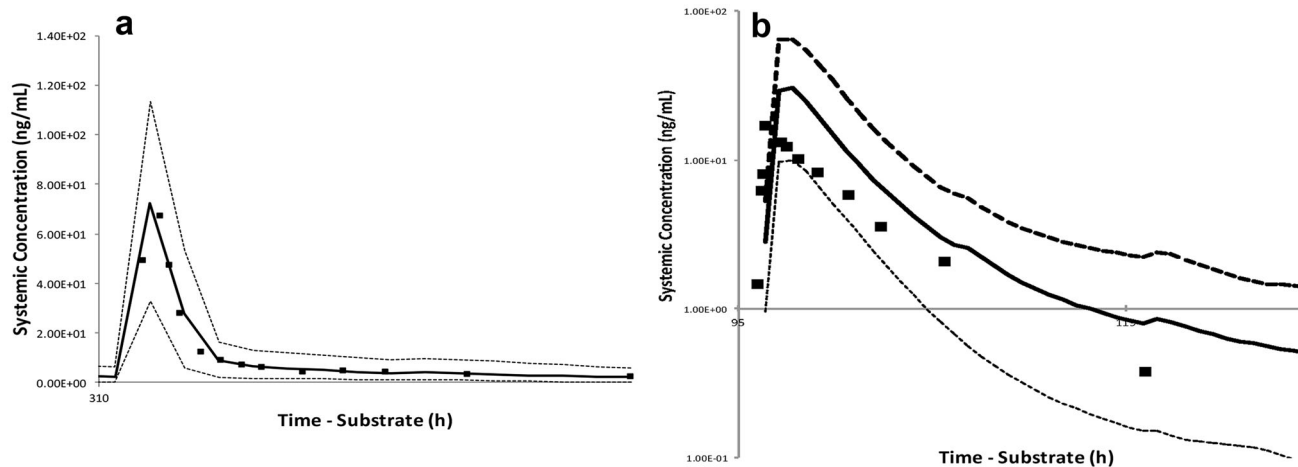 a
1.40E+02
1.20E+02
1.00E+02
8.00E+01
6.00E+01
4.00E+01
2.00E+01
0.00E+00
Systemic Concentration (ng/mL)
310
Time - Substrate (h)
b
1.00E+02
1.00E+01
1.00E+00
1.00E-01
Systemic Concentration (ng/mL)
95
119
Time - Substrate (h)